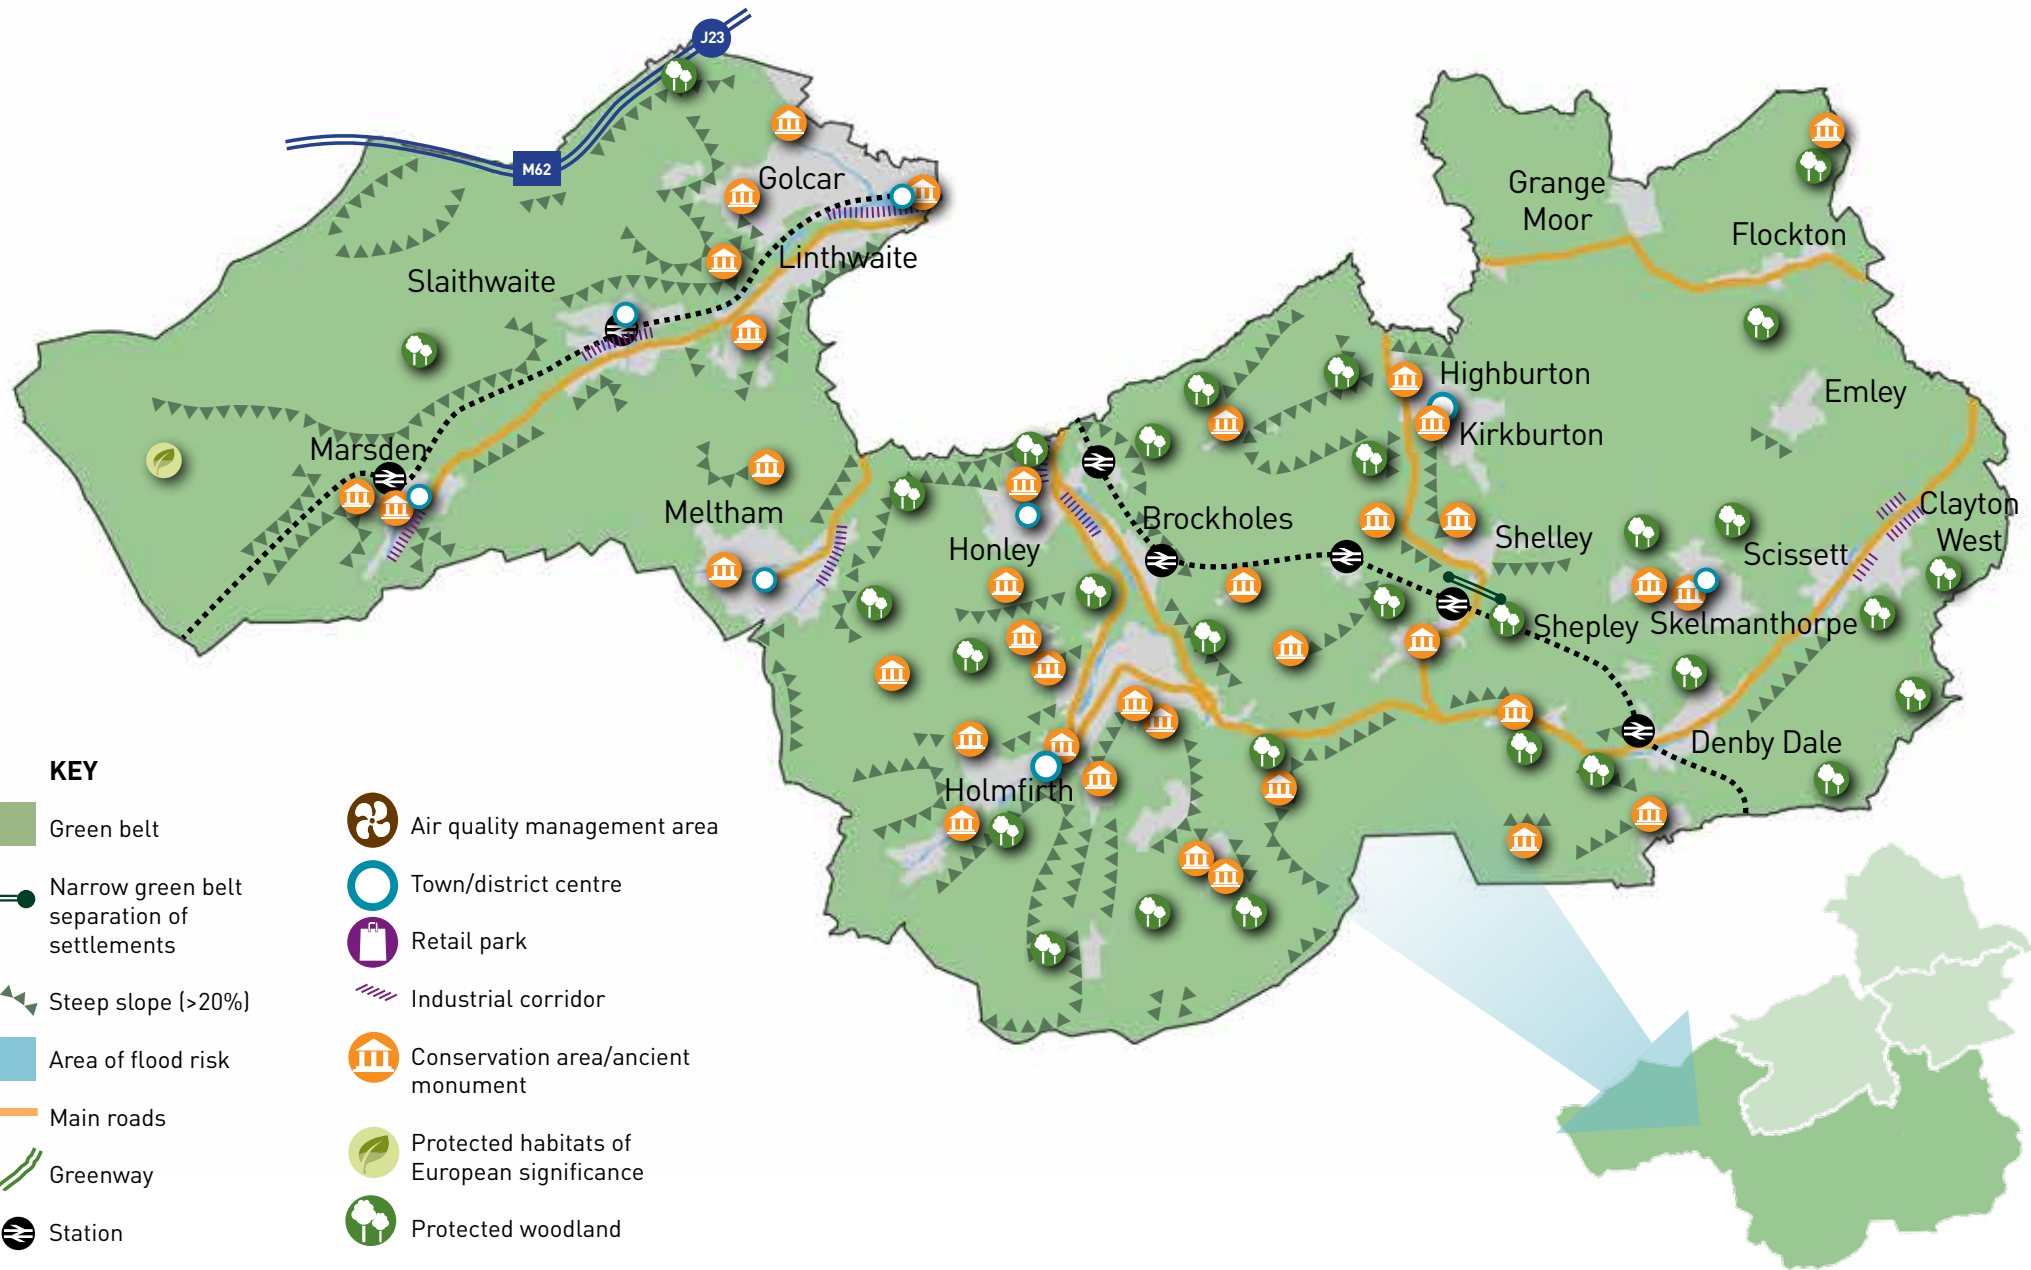 J23
M62
Golcar
Linthwaite
Slaithwaite
Marsden
Meltham
Grange
Moor
Flockton
Highburton
Kirkburton
Emley
Brockholes
Honley
Shelley
Clayton
West
Scissett
Shepley
Skelmanthorpe
Denby Dale
Holmfirth
KEY
Green belt
Narrow green belt
separation of
settlements
Steep slope (>20%)
Area of flood risk
Main roads
Greenway
Station
Air quality management area
Town/district centre
Retail park
Industrial corridor
Conservation area/ancient
monument
Protected habitats of
European significance
Protected woodland